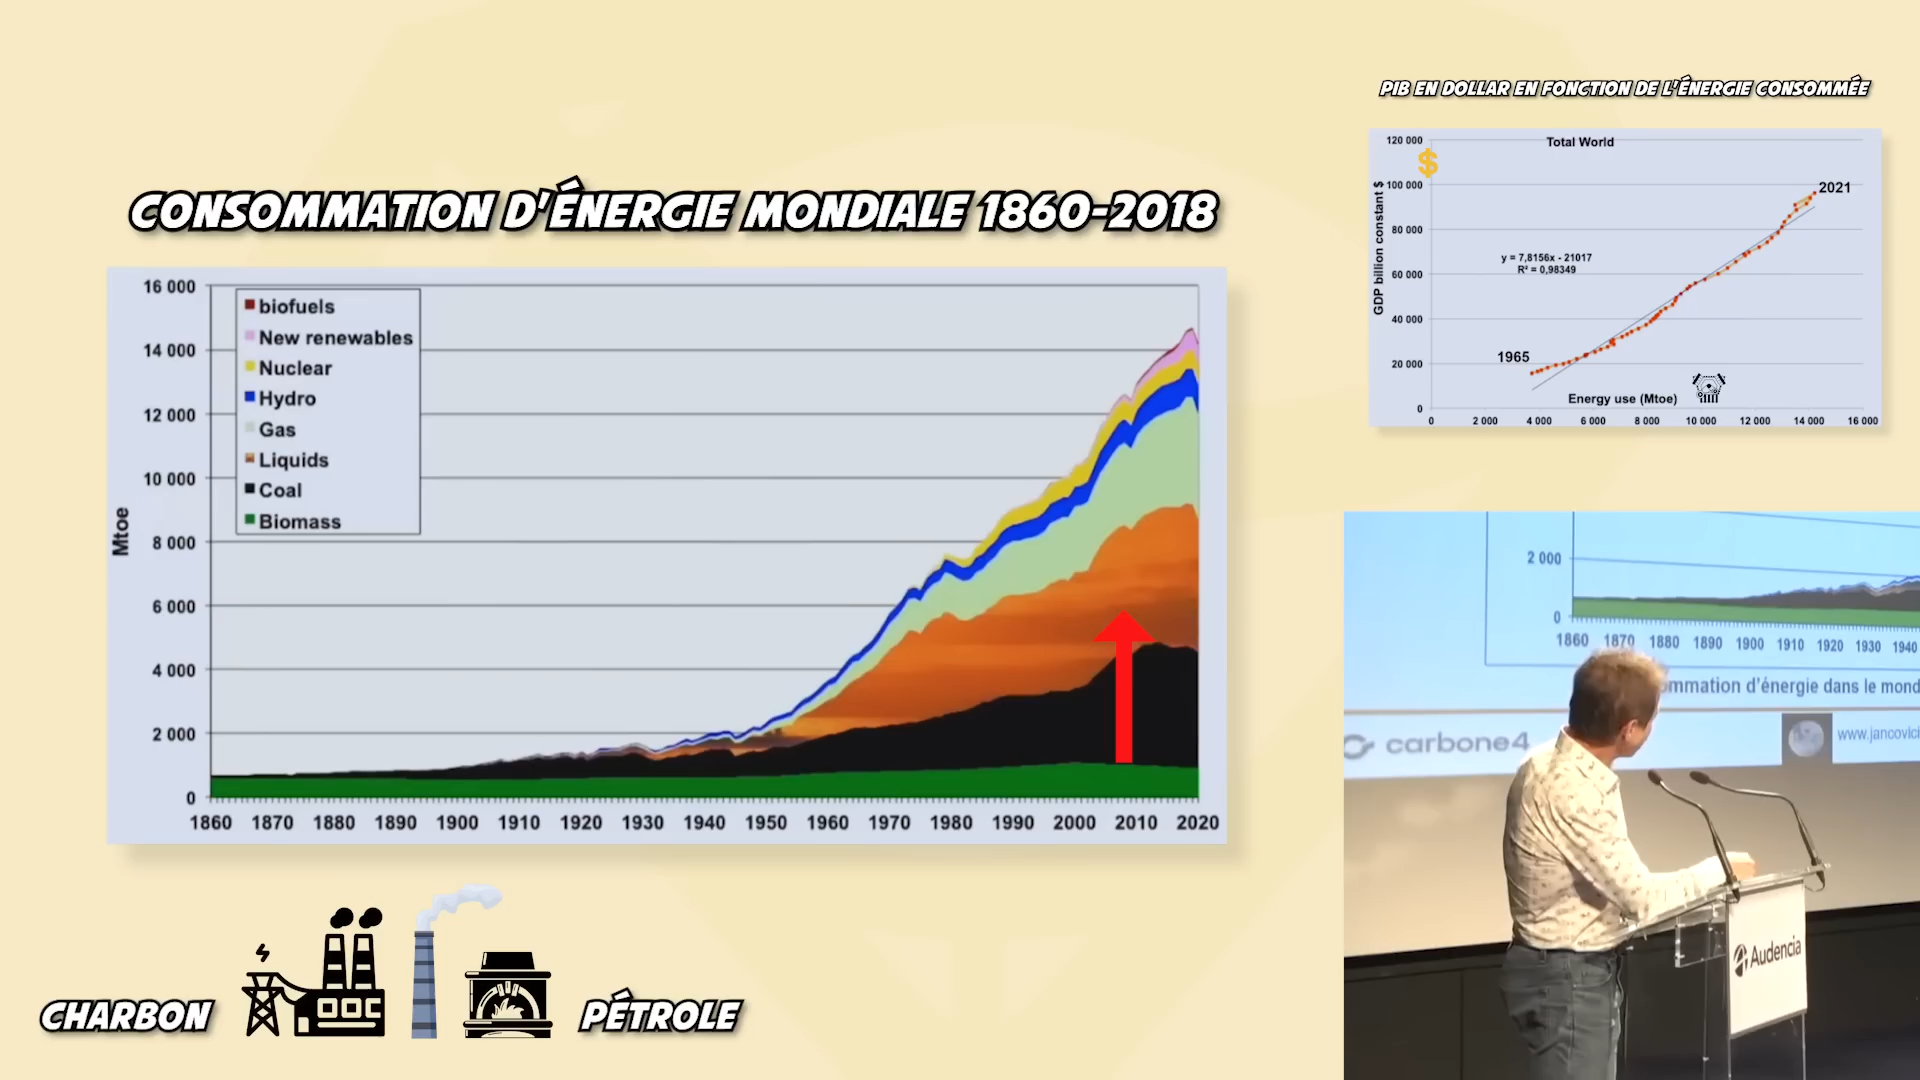 PIB EN DOLLAR EN FONCTION DE L'ÉNERGIE CONSOMMÉE
CONSOMMATION D'ÉNERGIE MONDIALE 1860-2018
Mtoe
16 000
14 000
12 000
10 000
8 000
6 000
4 000
2 000
0
biofuels
New renewables
Nuclear
Hydro
Gas
Liquids
Coal
Biomass
1860 1870 1880 1890 1900 1910 1920 1930 1940 1950 1960 1970 1980 1990 2000 2010 2020
CHARBON
PÉTROLE
Total World
$
GDP billion constant $
120 000
100 000
80 000
60 000
40 000
20 000
0
2021
y = 7,8156x - 21017
R² = 0,98349
1965
Energy use (Mtoe)
0 2 000 4 000 6 000 8 000 10 000 12 000 14 000 16 000
2 000
0
1860 1870 1880 1890 1900 1910 1920 1930 1940
ommation d'énergie dans le mond
carbone4
www.jancovici
Audencia